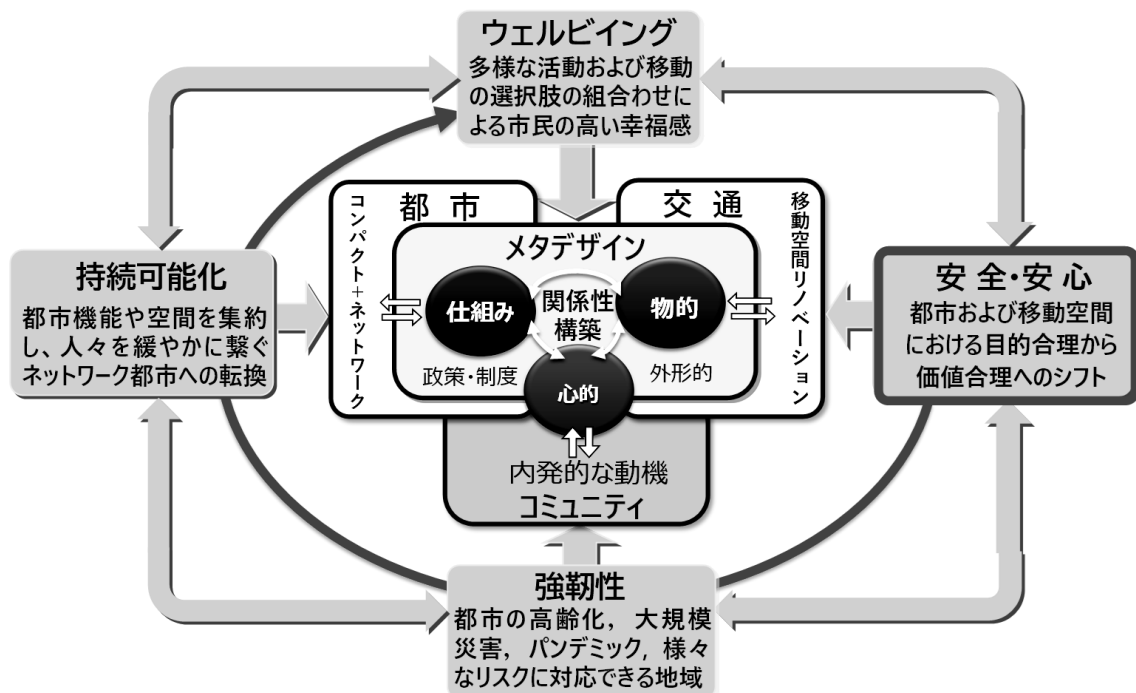 ウェルビイング
多様な活動および移動
の選択肢の組合わせに
よる市民の高い幸福感
都 市
交 通
コンパクト+ネットワーク
移動空間リノベーション
メタデザイン
仕組み
関係性
構築
物的
政策・制度
心的
外形的
内発的な動機
コミュニティ
持続可能化
都市機能や空間を集約
し、人々を緩やかに繋ぐ
ネットワーク都市への転換
安 全・安 心
都市および移動空間
における目的合理から
価値合理へのシフト
強靭性
都市の高齢化，大規模
災害，パンデミック，様々
なリスクに対応できる地域